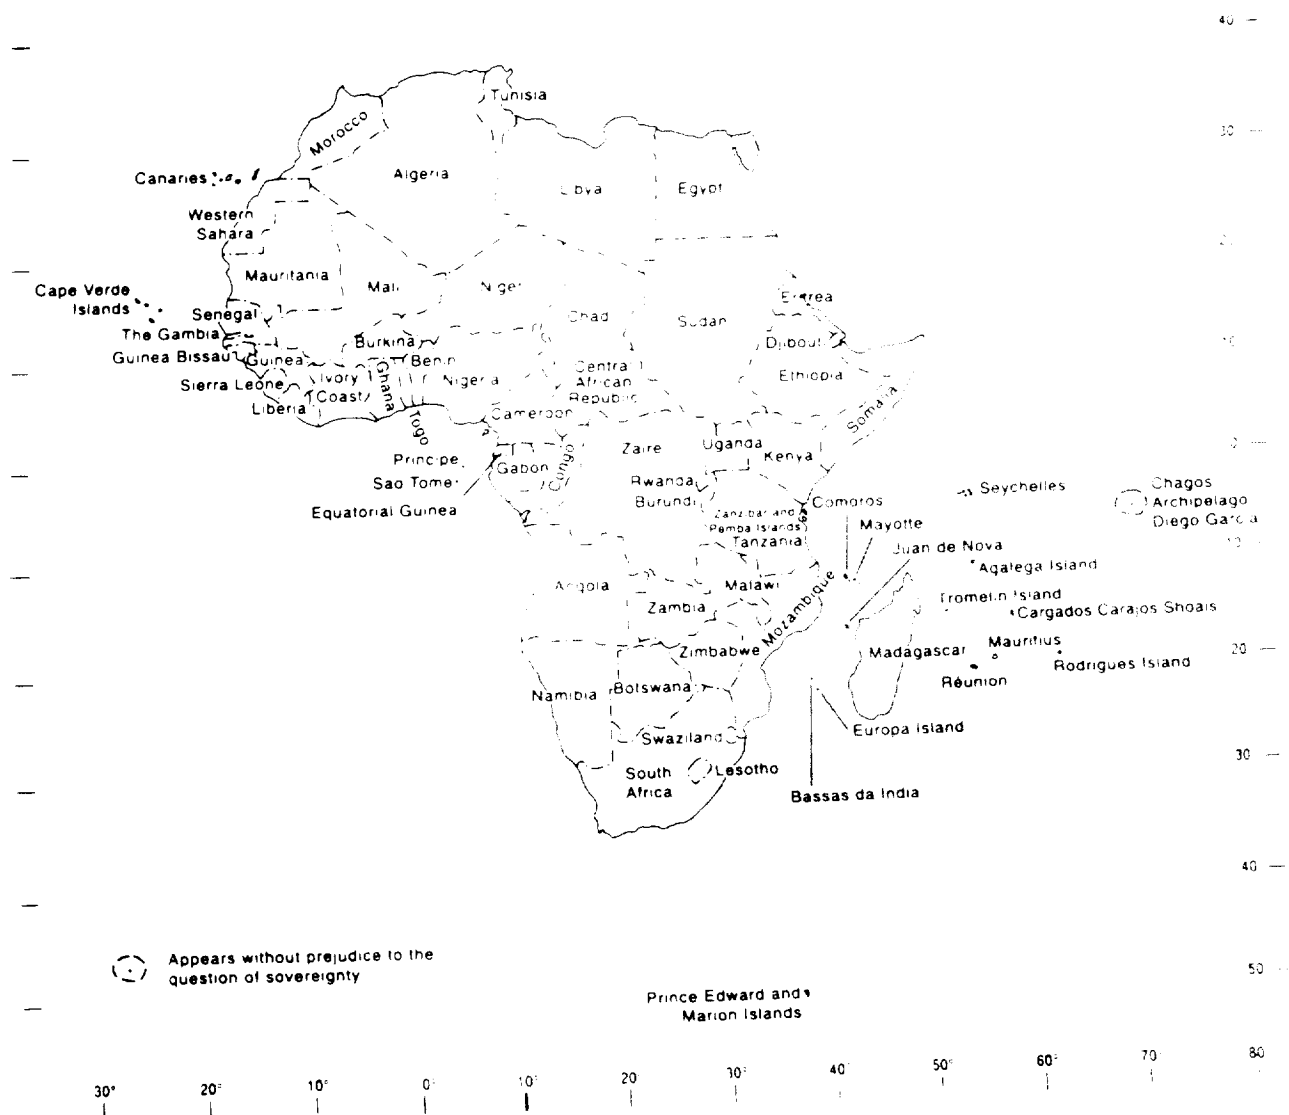 40
Tunisia
30
Morocco
Canaries
Algeria
Libya
Egypt
Western
Sahara
20
Mauritania
Mali
Niger
Cape Verde
Islands
Senegal
Chad
Sudan
Eritrea
The Gambia
Guinea Bissau
Guinea
Burkina
Benin
Djibouti
10
Sierra Leone
Ivory
Coast
Ghana
Togo
Nigeria
Central
African
Republic
Ethiopia
Somalia
Liberia
Cameroon
Principe
Sao Tome
Gabon
Congo
Zaire
Uganda
Kenya
0
Equatorial Guinea
Rwanda
Burundi
Zanzibar and
Pemba Islands
Tanzania
Comoros
Mayotte
Juan de Nova
Seychelles
Chagos
Archipelago
Diego Garcia
10
Agalega Island
Angola
Malawi
Zambia
Mozambique
Tromelin Island
Cargados Carajos Shoals
Zimbabwe
Madagascar
Mauritius
20
Rodrigues Island
Réunion
Namibia
Botswana
Swaziland
Europa Island
South
Africa
Lesotho
30
Bassas da India
40
Appears without prejudice to the
question of sovereignty
50
Prince Edward and
Marion Islands
30° 20° 10° 0° 10° 20 30° 40° 50° 60° 70° 80